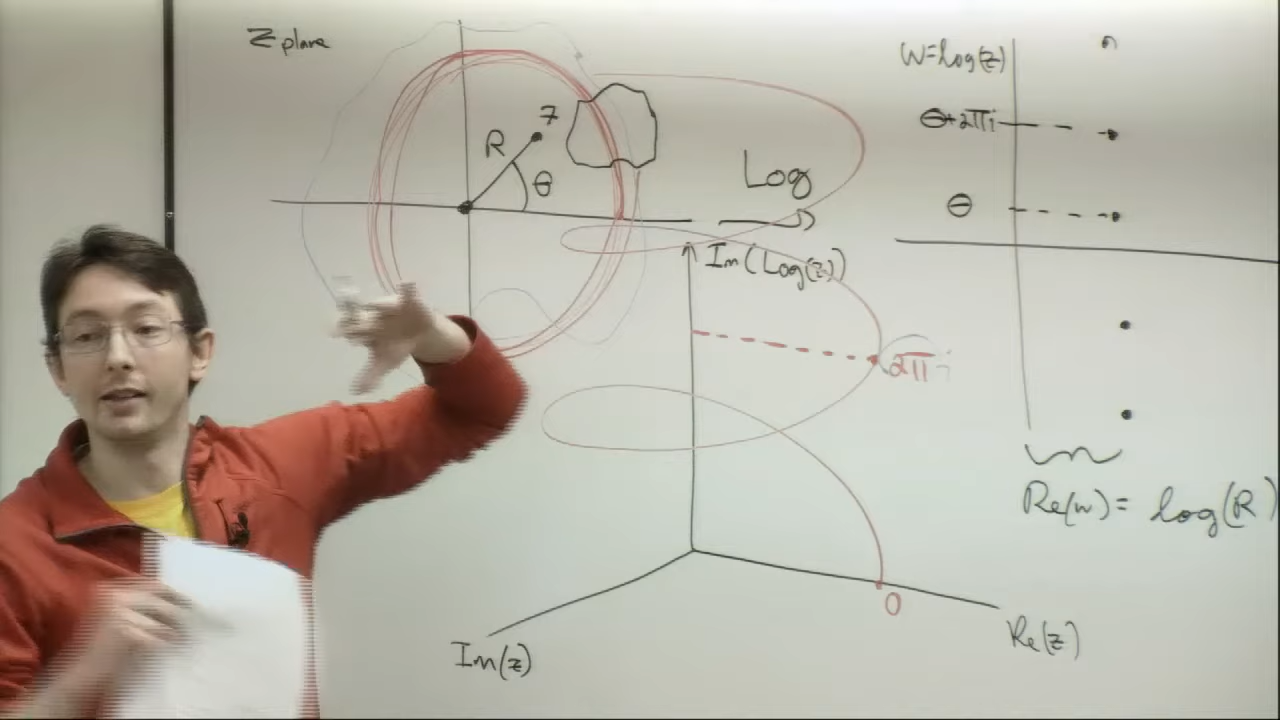 Z plane
R
z
θ
Log
Im(Log(z))
2πi
0
Im(z)
Re(z)
W=log(z)
θ+2πi
θ
Re(w) = log(R)